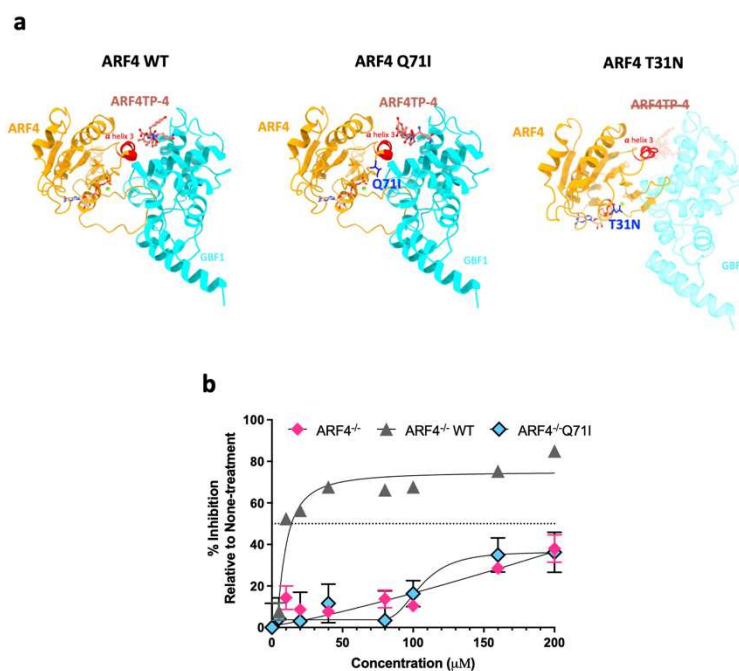 a
ARF4 WT
ARF4 Q71I
ARF4 T31N
ARF4TP-4
ARF4TP-4
ARF4TP-4
ARF4
α helix 3
ARF4
α helix 3
ARF4
α helix 3
Q71I
T31N
GBF1
GBF1
GBF
b
ARF4-/-
ARF4-/- WT
ARF4-/-Q71I
% Inhibition
Relative to None-treatment
100
80
60
40
20
0
0
50
100
150
200
Concentration (μM)